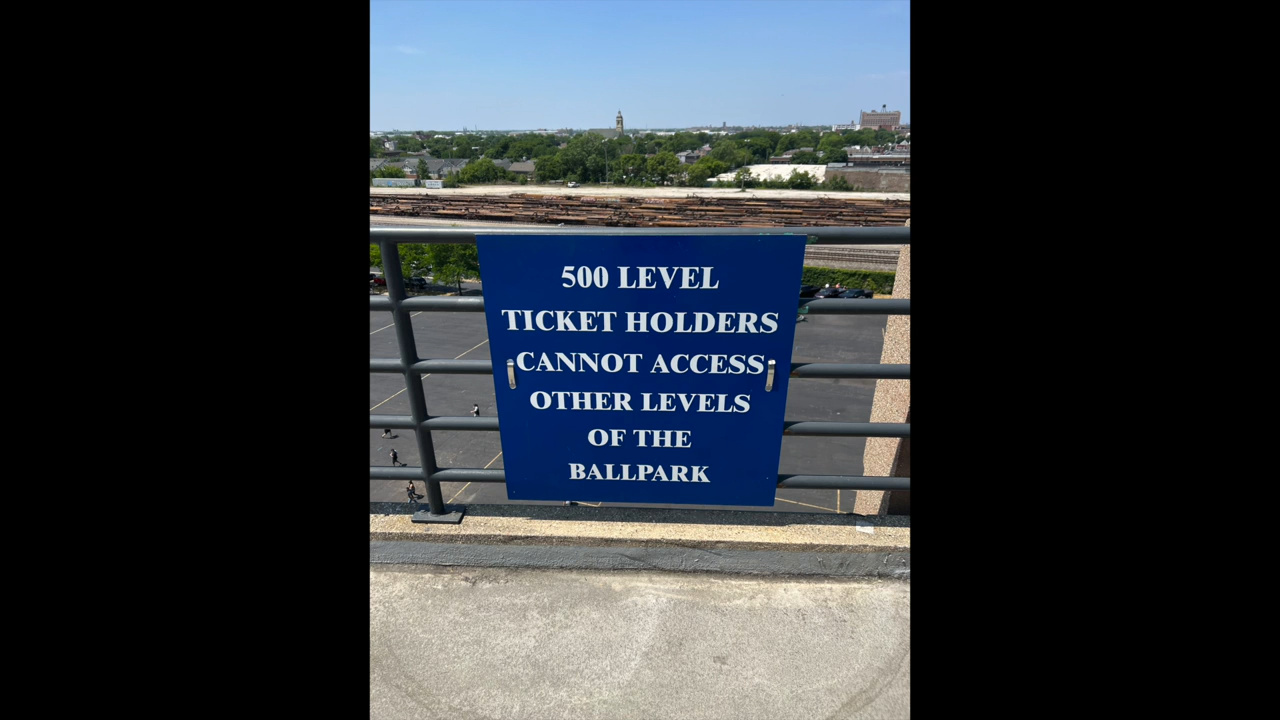 500 LEVEL
TICKET HOLDERS
CANNOT ACCESS
OTHER LEVELS
OF THE
BALLPARK